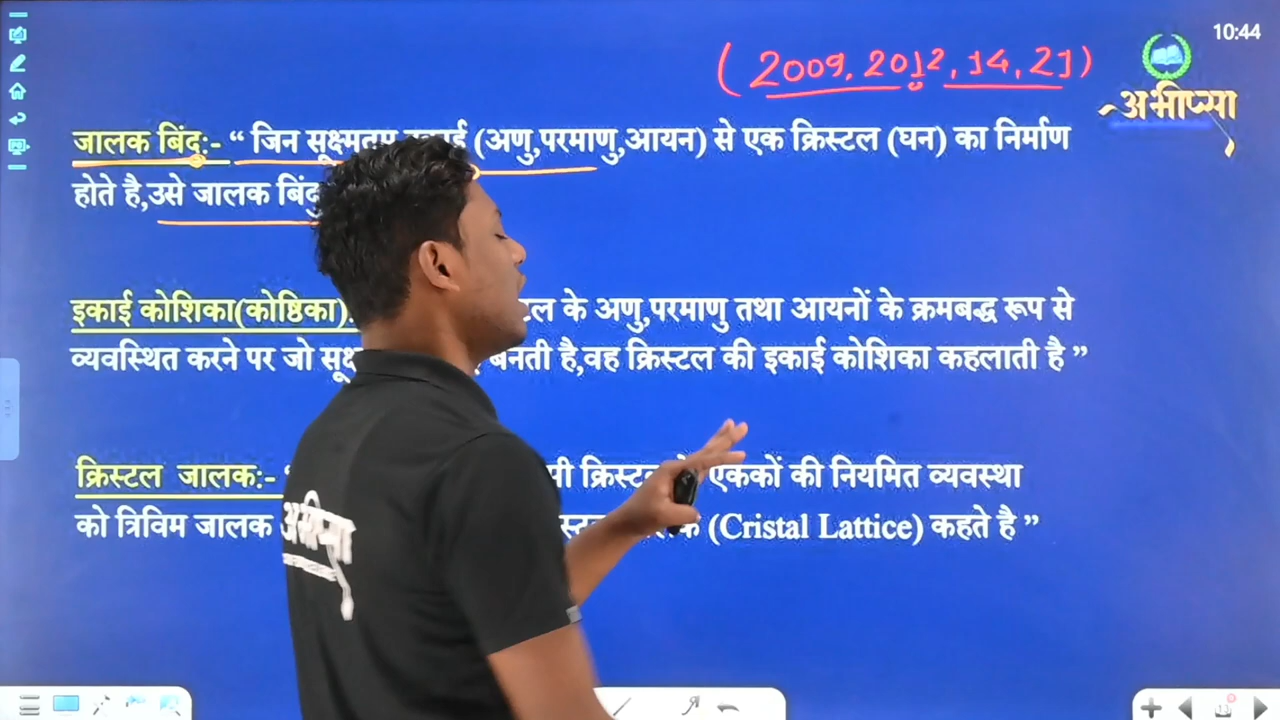 10:44
(2009, 2012, 14, 21)
अभीप्सा
जालक बिंदु:- “ जिन सूक्ष्मतम इकाई (अणु,परमाणु,आयन) से एक क्रिस्टल (घन) का निर्माण
होते है,उसे जालक बिंदु
इकाई कोशिका(कोष्ठिका) के अणु,परमाणु तथा आयनों के क्रमबद्ध रूप से
व्यवस्थित करने पर जो बनती है,वह क्रिस्टल की इकाई कोशिका कहलाती है ”
क्रिस्टल जालक:- “ एककों की नियमित व्यवस्था
को त्रिविम जालक (Cristal Lattice) कहते है ”
अभीप्सा